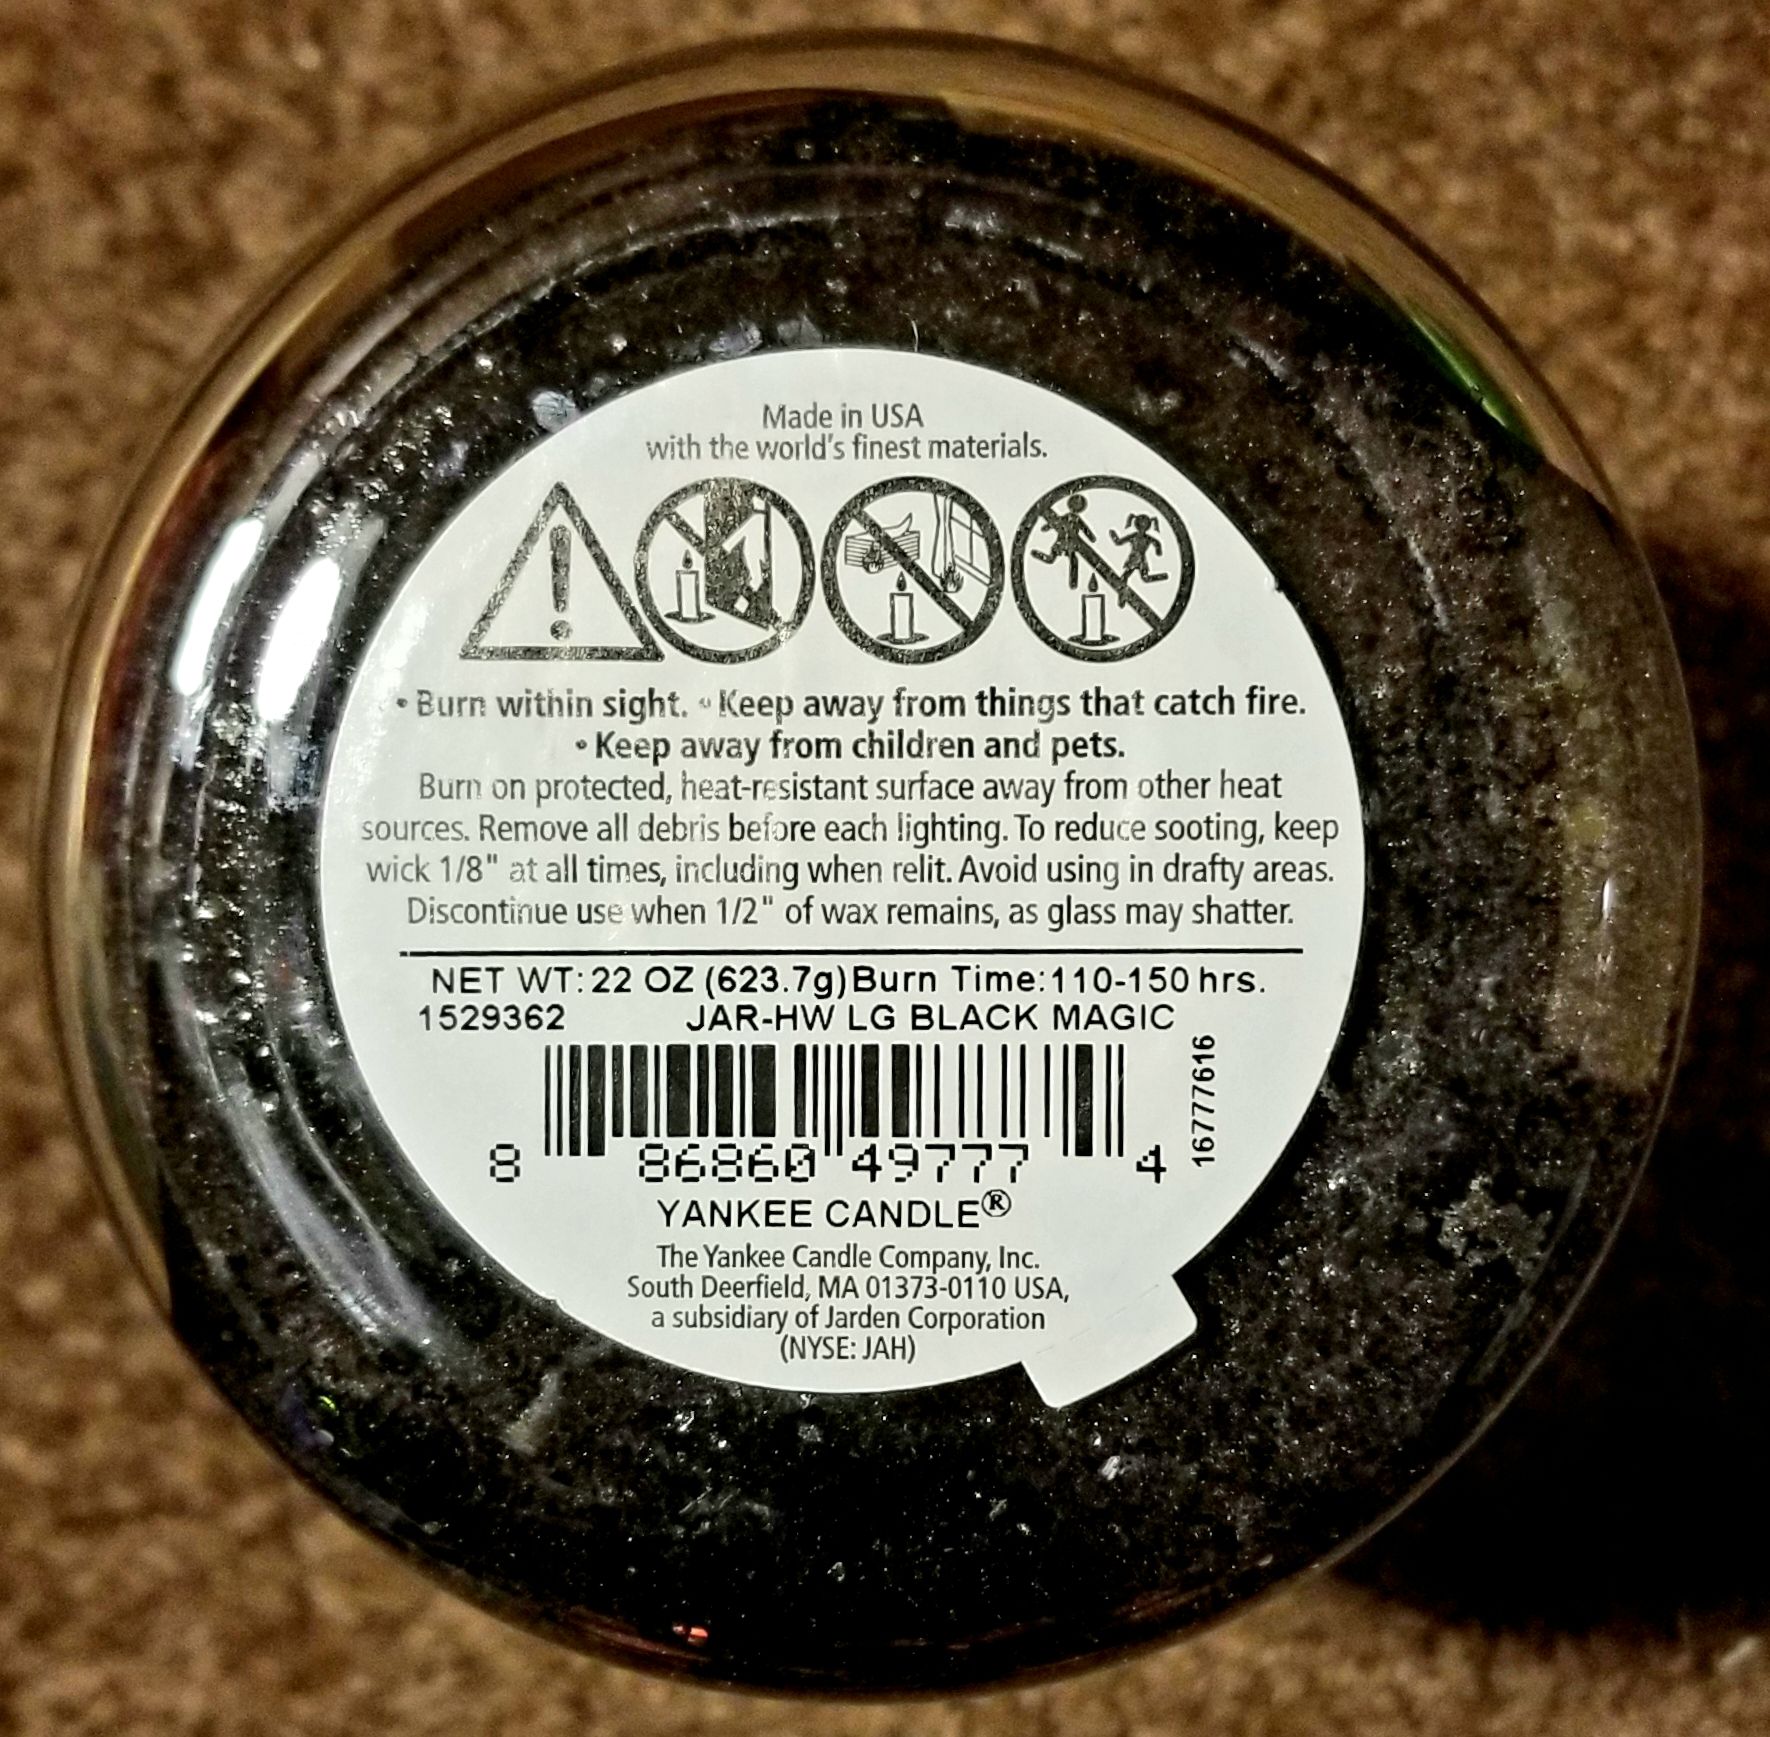 Made in USA
with the world's finest materials.
• Burn within sight. • Keep away from things that catch fire.
• Keep away from children and pets.
Burn on protected, heat-resistant surface away from other heat
sources. Remove all debris before each lighting. To reduce sooting, keep
wick 1/8" at all times, including when relit. Avoid using in drafty areas.
Discontinue use when 1/2" of wax remains, as glass may shatter.
NET WT: 22 OZ (623.7g) Burn Time: 110-150 hrs.
1529362 JAR-HW LG BLACK MAGIC
16777616
8 86860 49777 4
YANKEE CANDLE®
The Yankee Candle Company, Inc.
South Deerfield, MA 01373-0110 USA,
a subsidiary of Jarden Corporation
(NYSE: JAH)